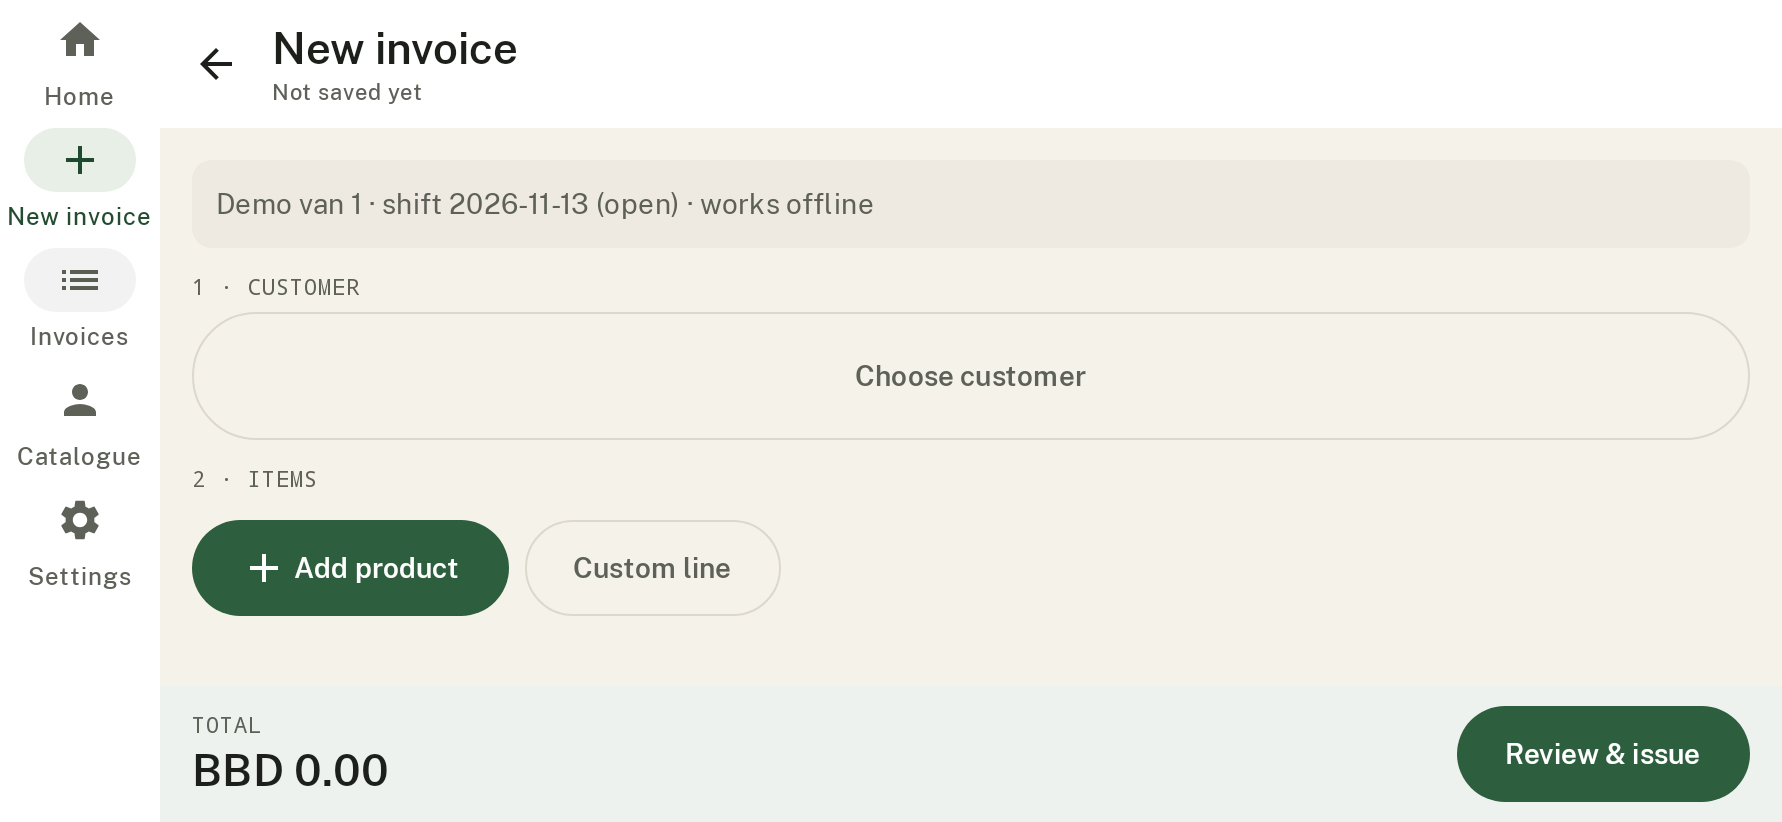 Home
New invoice
Invoices
Catalogue
Settings
New invoice
Not saved yet
Demo van 1 · shift 2026-11-13 (open) · works offline
1 · CUSTOMER
Choose customer
2 · ITEMS
Add product
Custom line
TOTAL
BBD 0.00
Review & issue